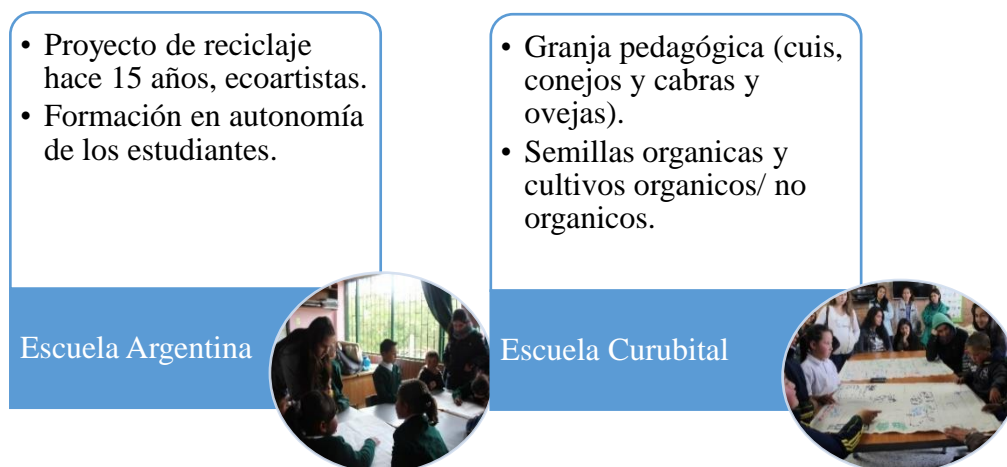 • Proyecto de reciclaje
hace 15 años, ecoartistas.
• Formación en autonomía
de los estudiantes.
Escuela Argentina
• Granja pedagógica (cuis,
conejos y cabras y
ovejas).
• Semillas organicas y
cultivos organicos/ no
organicos.
Escuela Curubital